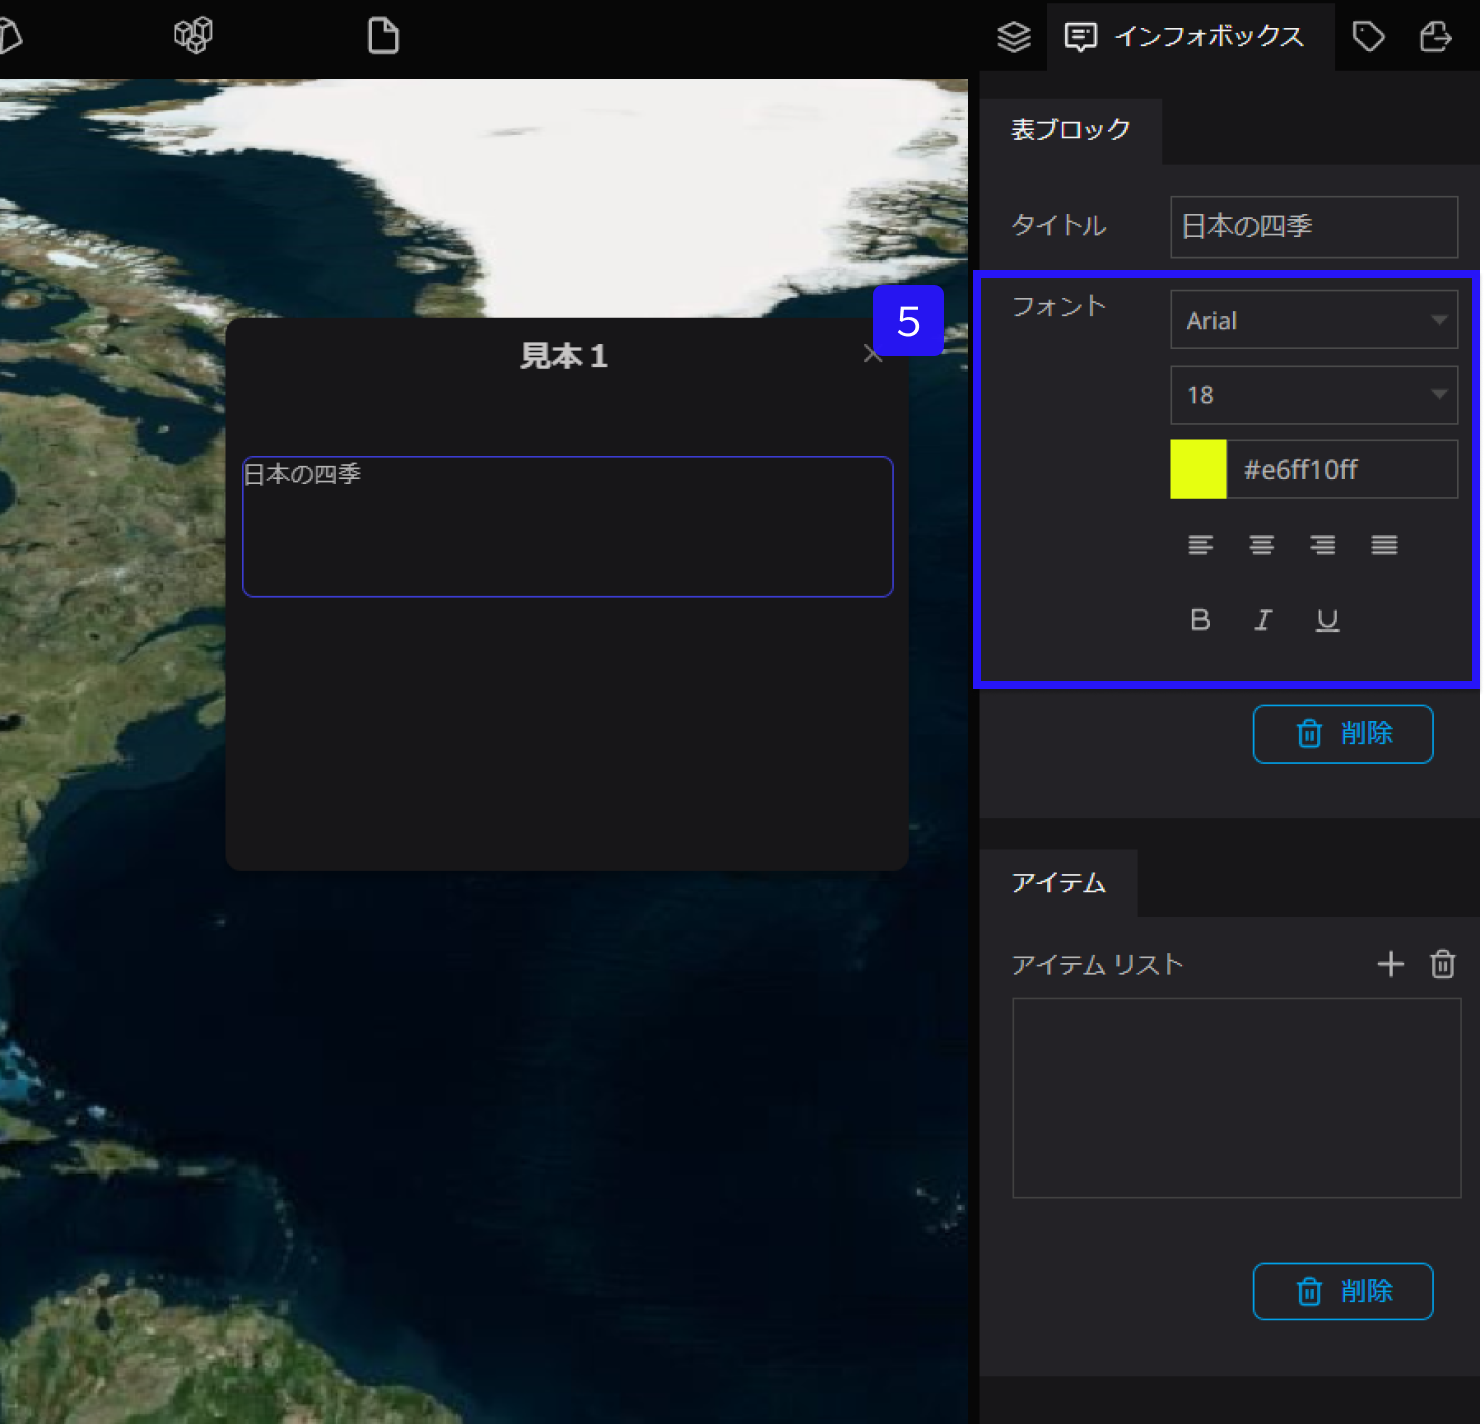 インフォボックス
表ブロック
タイトル
日本の四季
フォント
Arial
18
#e6ff10ff
B I U
削除
5
見本 1
日本の四季
アイテム
アイテム リスト
削除